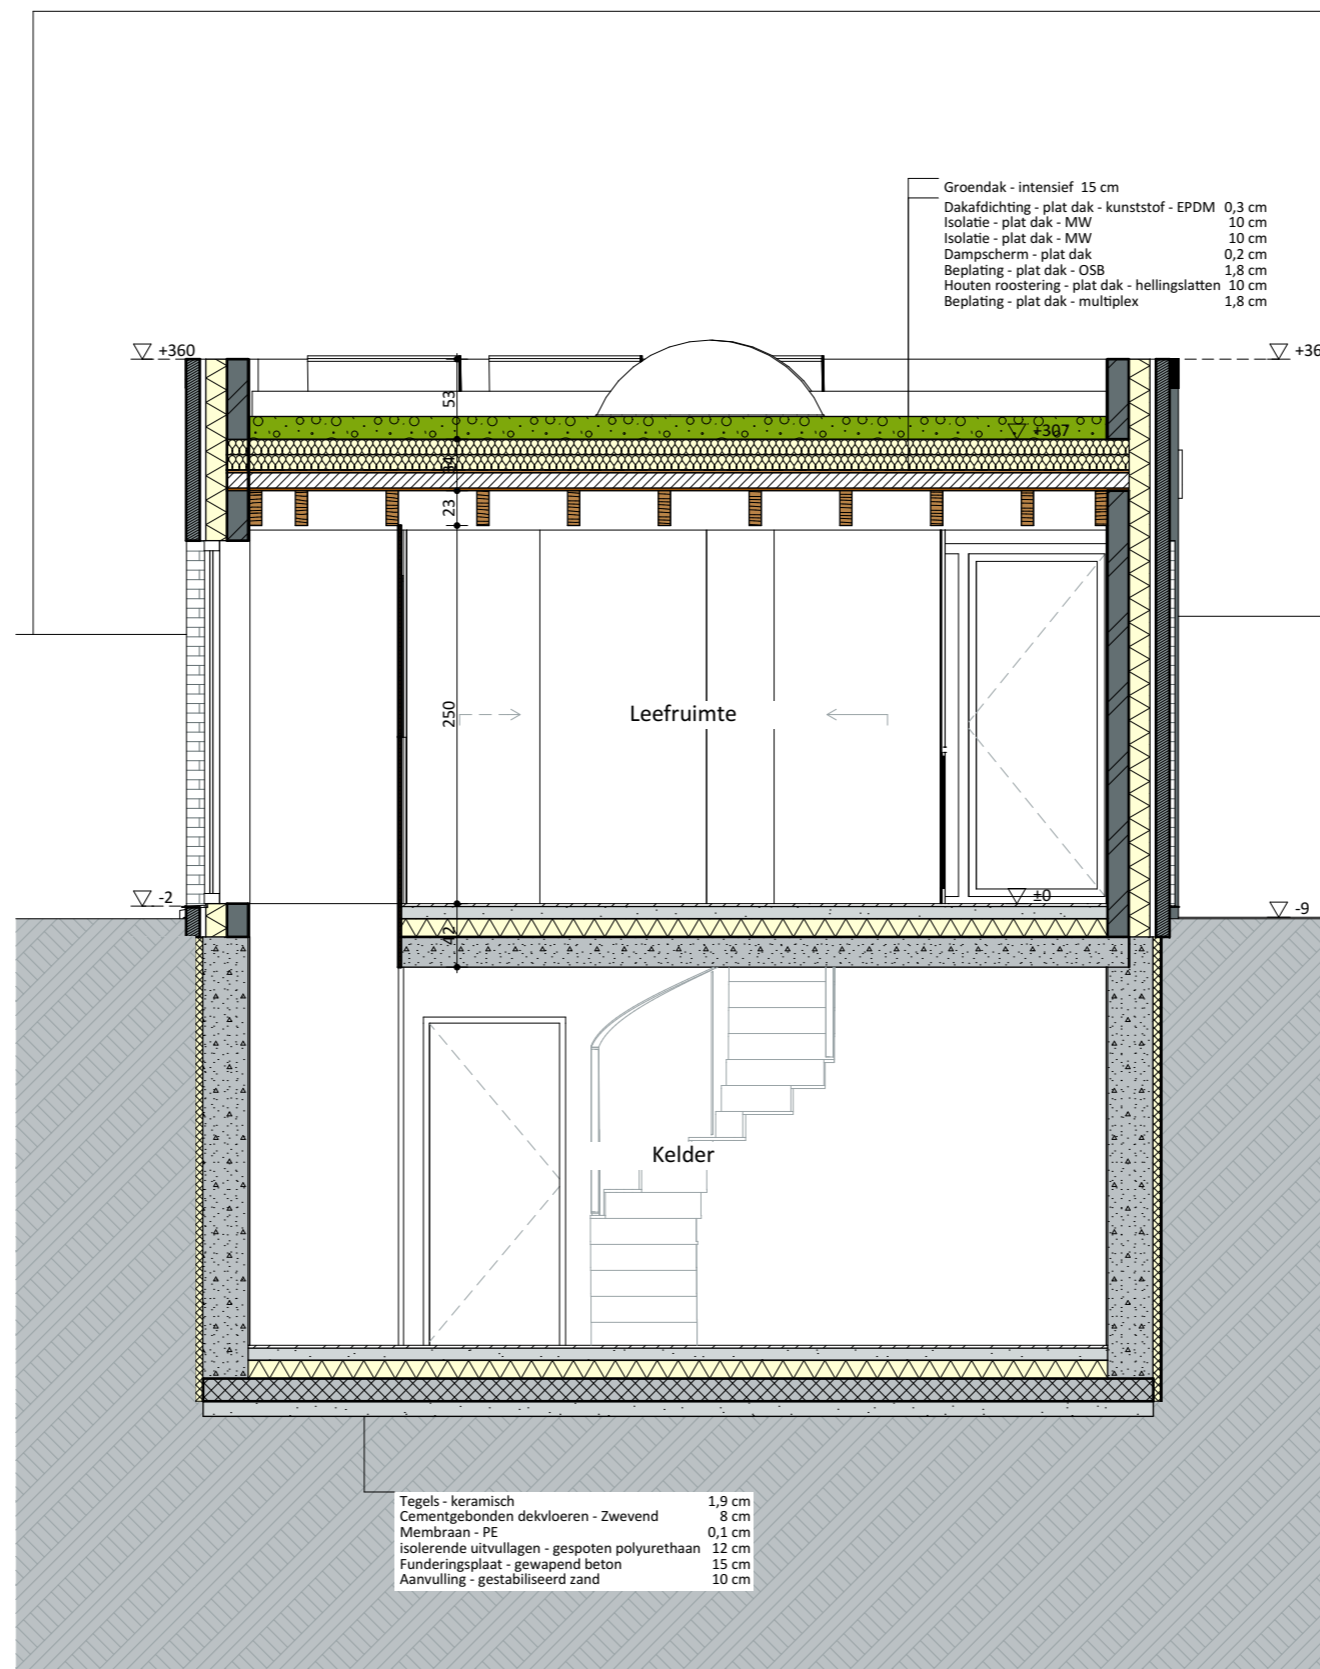 Groendak - intensief 15 cm
Dakafdichting - plat dak - kunststof - EPDM 0,3 cm
Isolatie - plat dak - MW 10 cm
Isolatie - plat dak - MW 10 cm
Dampscherm - plat dak 0,2 cm
Beplating - plat dak - OSB 1,8 cm
Houten roostering - plat dak - hellingslatten 10 cm
Beplating - plat dak - multiplex 1,8 cm
+360
+36
53
+307
34
23
250
Leefruimte
-2
±0
-9
42
Kelder
Tegels - keramisch 1,9 cm
Cementgebonden dekvloeren - Zwevend 8 cm
Membraan - PE 0,1 cm
isolerende uitvullagen - gespoten polyurethaan 12 cm
Funderingsplaat - gewapend beton 15 cm
Aanvulling - gestabiliseerd zand 10 cm